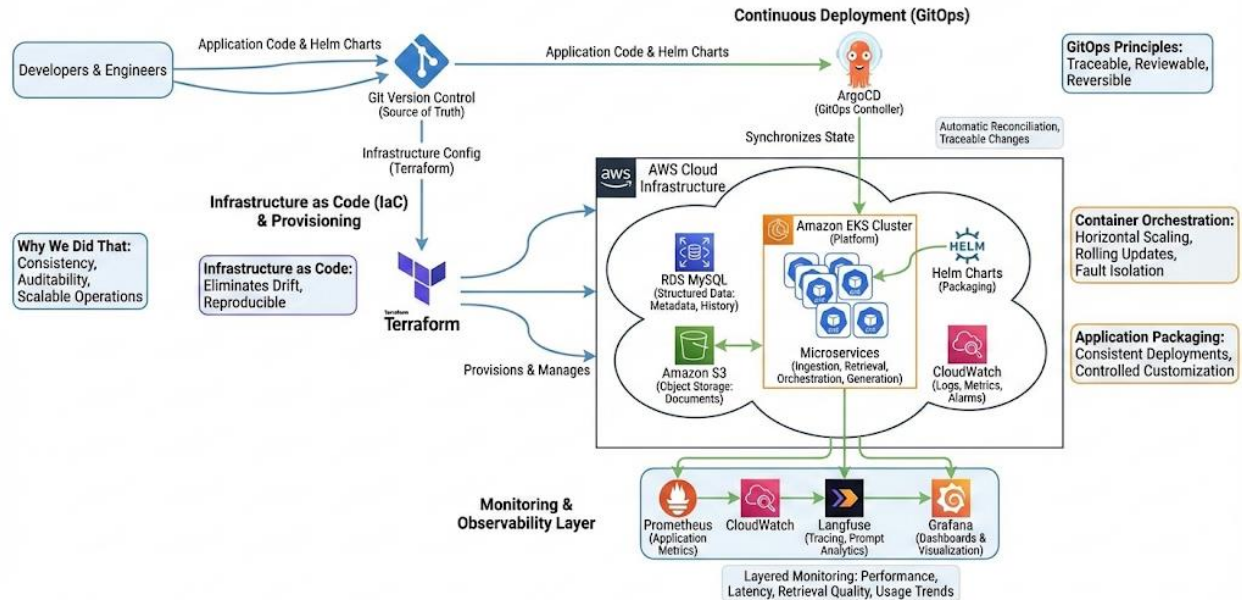 Continuous Deployment (GitOps)
Developers & Engineers
Application Code & Helm Charts
Git Version Control
(Source of Truth)
Application Code & Helm Charts
ArgoCD
(GitOps Controller)
GitOps Principles:
Traceable, Reviewable,
Reversible
Synchronizes State
Automatic Reconciliation,
Traceable Changes
Infrastructure Config
(Terraform)
Infrastructure as Code (IaC)
& Provisioning
Why We Did That:
Consistency,
Auditability,
Scalable Operations
Infrastructure as Code:
Eliminates Drift,
Reproducible
Terraform
Terraform
Provisions & Manages
aws
AWS Cloud
Infrastructure
RDS MySQL
(Structured Data:
Metadata, History)
Amazon S3
(Object Storage:
Documents)
Amazon EKS Cluster
(Platform)
Microservices
(Ingestion, Retrieval,
Orchestration, Generation)
HELM
Helm Charts
(Packaging)
CloudWatch
(Logs, Metrics,
Alarms)
Container Orchestration:
Horizontal Scaling,
Rolling Updates,
Fault Isolation
Application Packaging:
Consistent Deployments,
Controlled Customization
Monitoring &
Observability Layer
Prometheus
(Application
Metrics)
CloudWatch
Langfuse
(Tracing, Prompt
Analytics)
Grafana
(Dashboards &
Visualization)
Layered Monitoring: Performance,
Latency, Retrieval Quality, Usage Trends